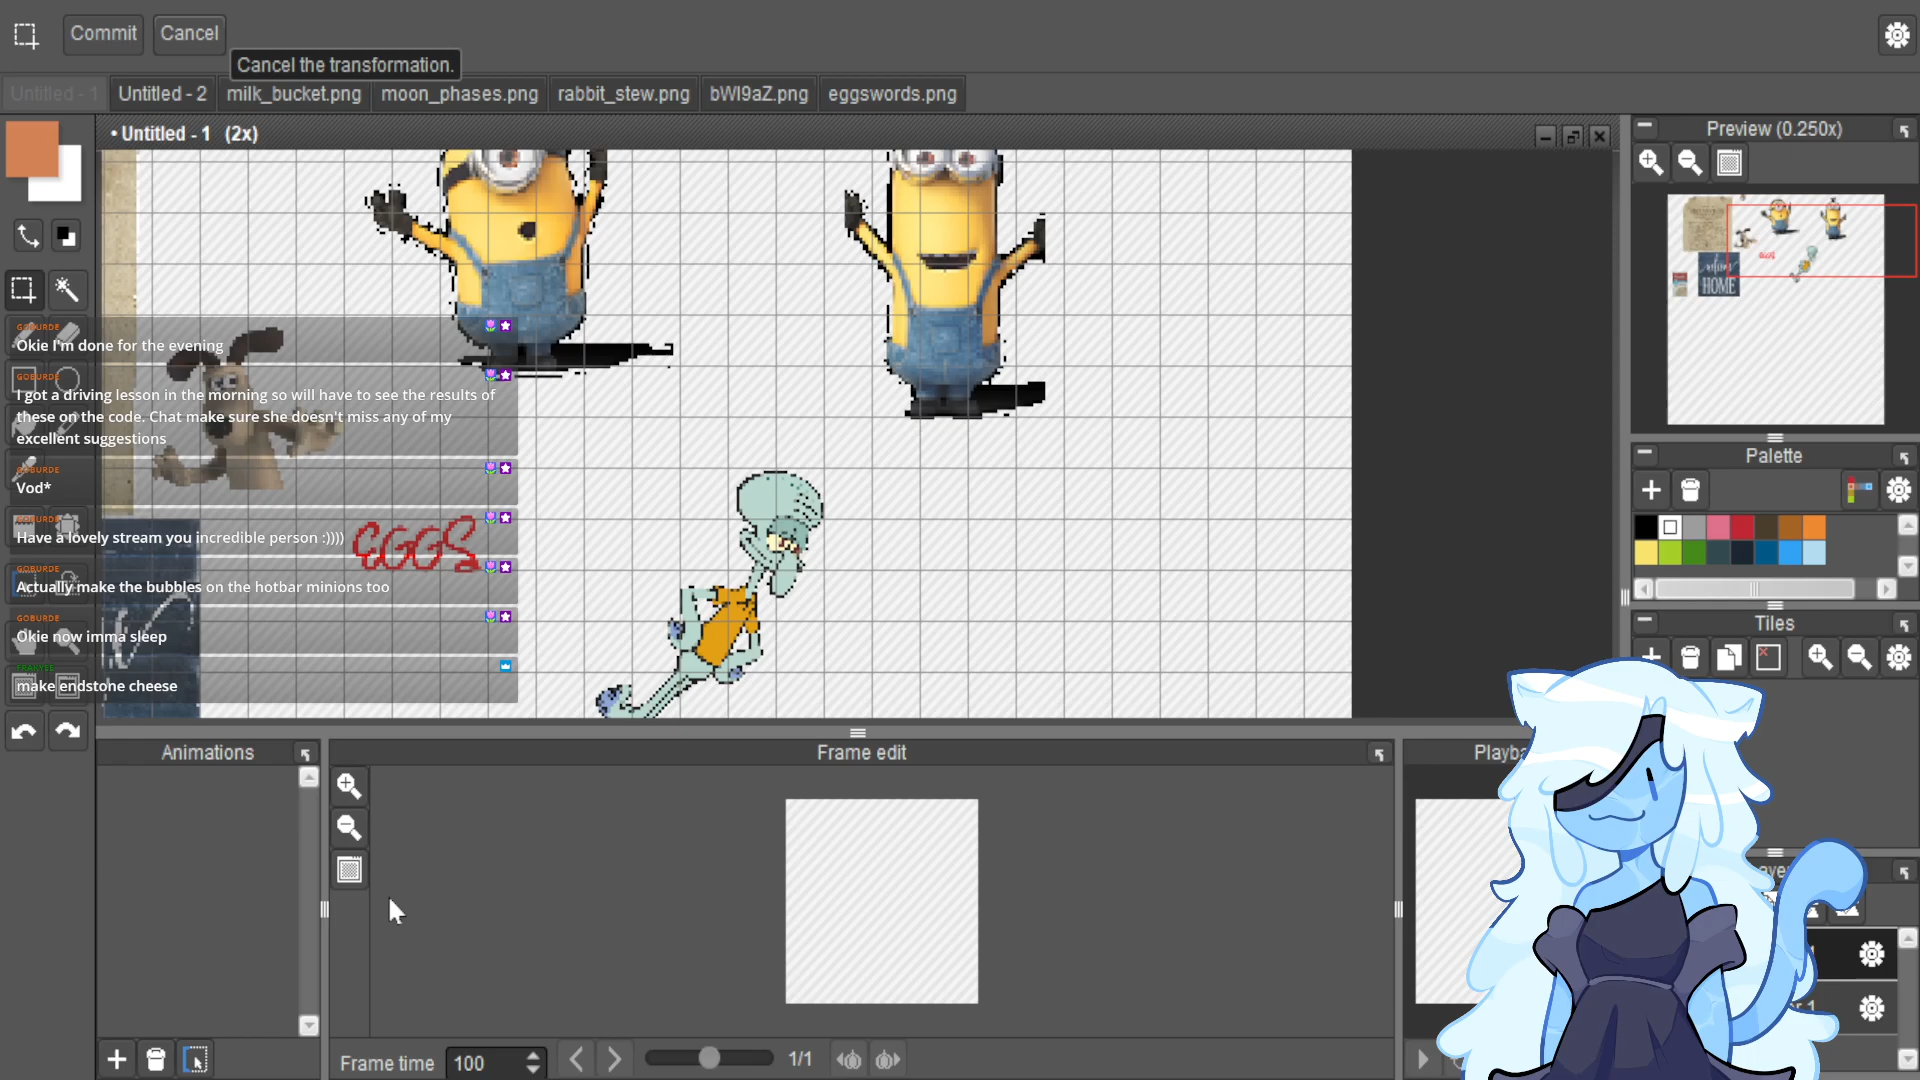 Commit
Cancel
Cancel the transformation.
Untitled - 1
Untitled - 2
milk_bucket.png
moon_phases.png
rabbit_stew.png
bWI9aZ.png
eggswords.png
• Untitled - 1 (2x)
Preview (0.250x)
HOME
EGGS
Palette
Tiles
GOBURDE
Okie I'm done for the evening
GOBURDE
I got a driving lesson in the morning so will have to see the results of
these on the code. Chat make sure she doesn't miss any of my
excellent suggestions
GOBURDE
Vod*
GOBURDE
Have a lovely stream you incredible person :))))
EGGS
GOBURDE
Actually make the bubbles on the hotbar minions too
GOBURDE
Okie now imma sleep
make endstone cheese
Animations
Frame edit
Frame time
100
1/1